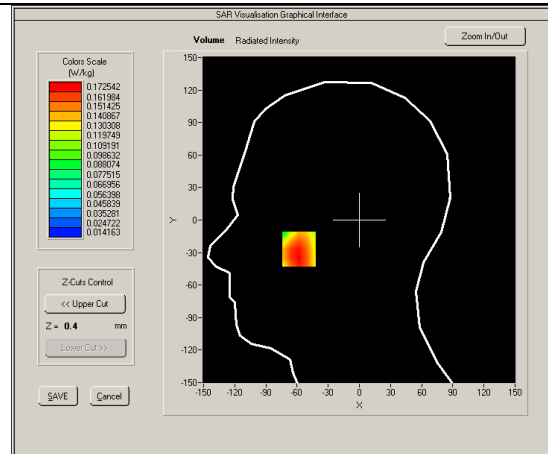 SAR Visualisation Graphical Interface
Volume Radiated Intensity
Zoom In/Out
Colors Scale
(W/kg)
0.172542
0.161984
0.151425
0.140867
0.130308
0.119749
0.109191
0.098632
0.088074
0.077515
0.066956
0.056398
0.045839
0.035281
0.024722
0.014163
Z-Cuts Control
<< Upper Cut
Z = 0.4 mm
Lower Cut >>
SAVE Cancel
150-
120-
90-
60-
30-
0-
-30-
-60-
-90-
-120-
-150-
Y
-150 -120 -90 -60 -30 0 30 60 90 120 150
X